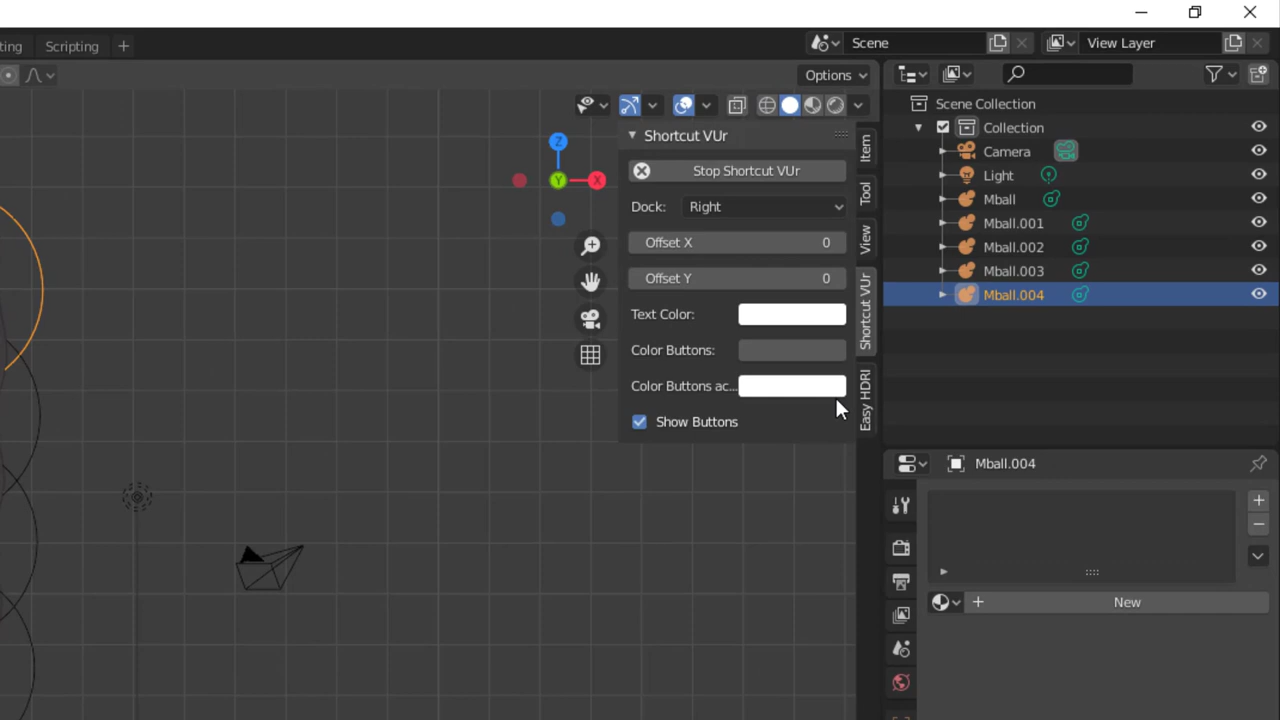 ting Scripting +
Scene
View Layer
Options
Shortcut VUr
Stop Shortcut VUr
Dock: Right
Offset X 0
Offset Y 0
Text Color:
Color Buttons:
Color Buttons ac...
Show Buttons
Z
Y
X
Item
Tool
View
Shortcut VUr
Easy HDRI
Scene Collection
Collection
Camera
Light
Mball
Mball.001
Mball.002
Mball.003
Mball.004
Mball.004
New